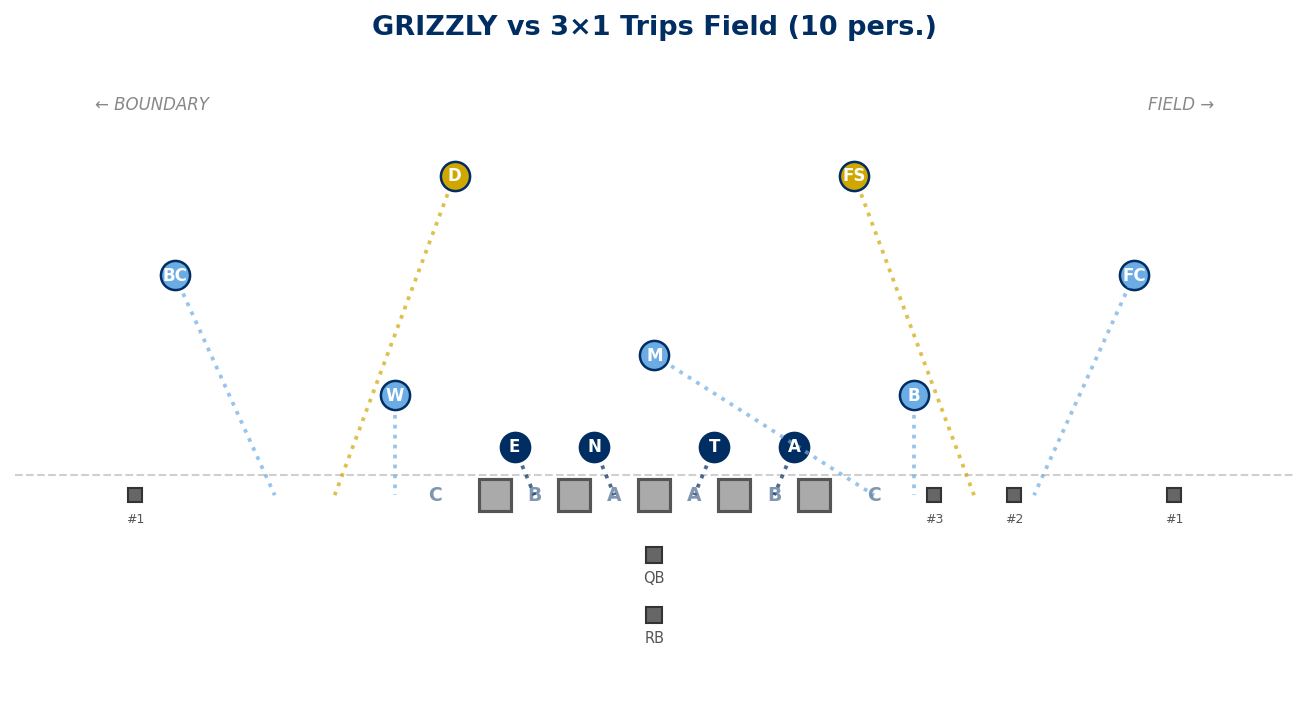 GRIZZLY vs 3×1 Trips Field (10 pers.)
← BOUNDARY
FIELD →
D
FS
BC
FC
M
W
B
E
N
T
A
C
B
A
A
B
C
#1
#3
#2
#1
QB
RB